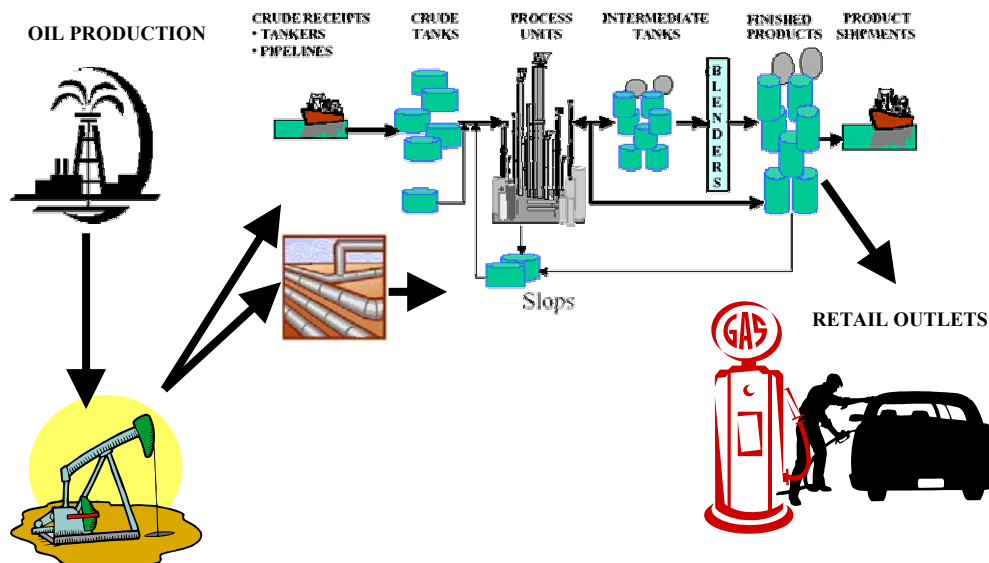 OIL PRODUCTION
CRUDE RECEIPTS
• TANKERS
• PIPELINES
CRUDE
TANKS
PROCESS
UNITS
INTERMEDIATE
TANKS
FINISHED
PRODUCTS
PRODUCT
SHIPMENTS
BLENDERS
Slops
RETAIL OUTLETS
GAS